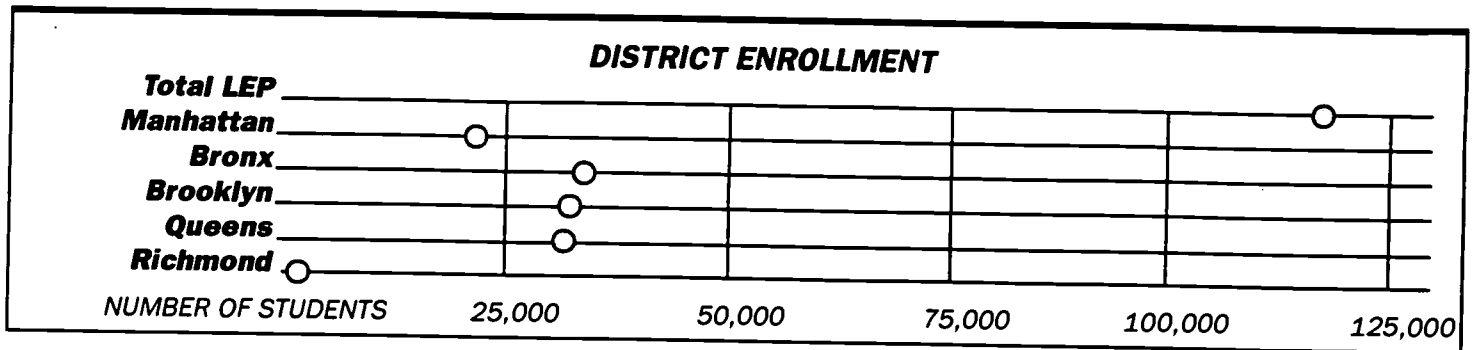 DISTRICT ENROLLMENT
Total LEP
Manhattan
Bronx
Brooklyn
Queens
Richmond
NUMBER OF STUDENTS 25,000 50,000 75,000 100,000 125,000